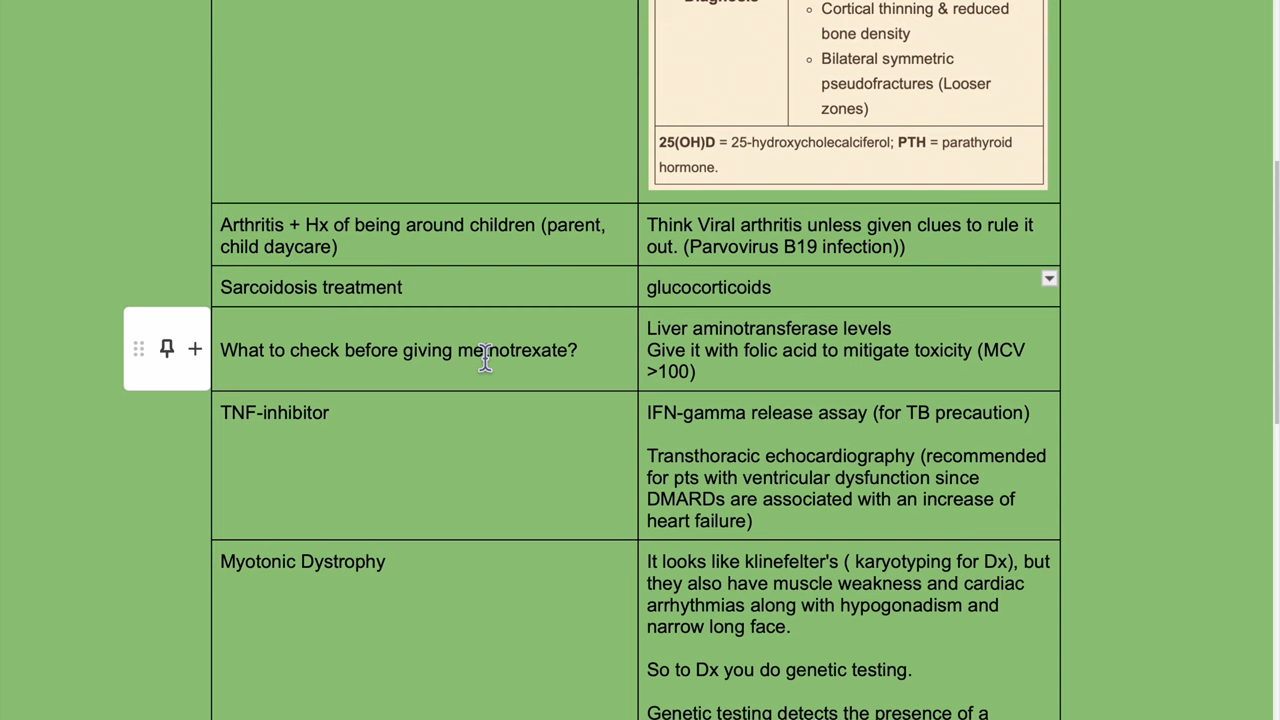 Diagnosis
Cortical thinning & reduced
bone density
Bilateral symmetric
pseudofractures (Looser
zones)
25(OH)D = 25-hydroxycholecalciferol; PTH = parathyroid
hormone.
Arthritis + Hx of being around children (parent,
child daycare)
Think Viral arthritis unless given clues to rule it
out. (Parvovirus B19 infection))
Sarcoidosis treatment
glucocorticoids
What to check before giving
Liver aminotransferase levels
Give it with folic acid to mitigate toxicity (MCV
>100)
TNF-inhibitor
IFN-gamma release assay (for TB precaution)
Transthoracic echocardiography (recommended
for pts with ventricular dysfunction since
DMARDs are associated with an increase of
heart failure)
Myotonic Dystrophy
It looks like klinefelter's ( karyotyping for Dx), but
they also have muscle weakness and cardiac
arrhythmias along with hypogonadism and
narrow long face.
So to Dx you do genetic testing.
Genetic testing detects the presence of a